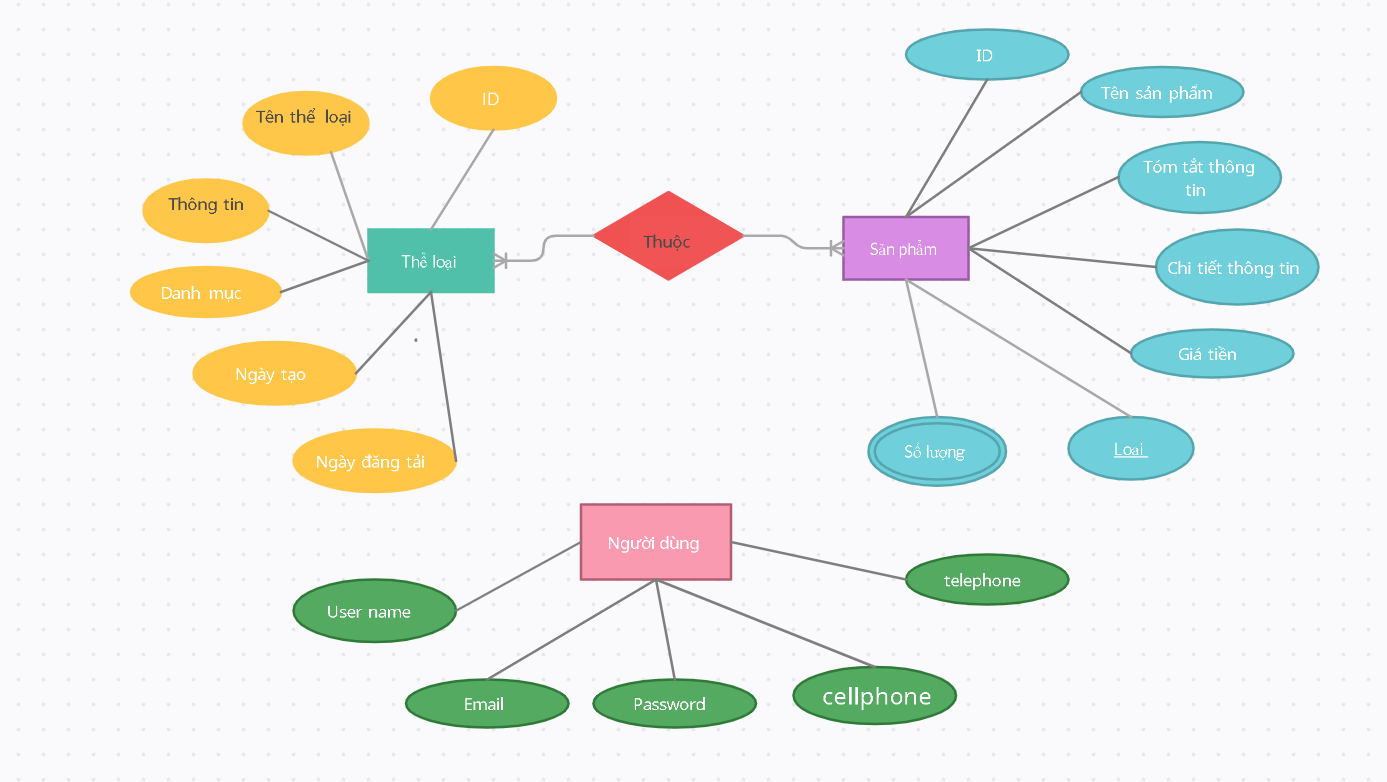 ID
Tên sản phẩm
ID
Tên thể loại
Tóm tắt thông
tin
Thông tin
Thuộc
Sản phẩm
Thể loại
Chi tiết thông tin
Danh mục
Giá tiền
Ngày tạo
Số lượng
Loại
Ngày đăng tải
Người dùng
telephone
User name
Email
Password
cellphone